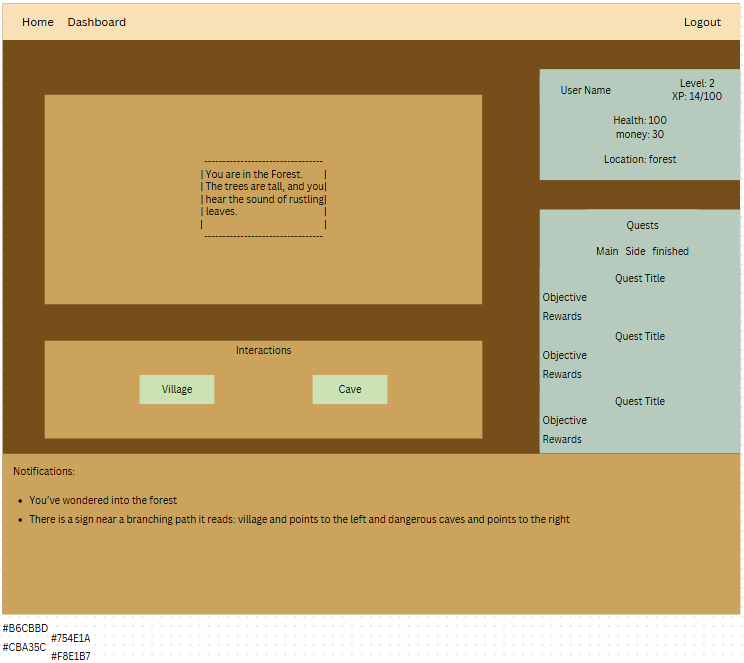 Home Dashboard Logout
User Name
Level: 2
XP: 14/100
Health: 100
money: 30
Location: forest
---------------------------------
| You are in the Forest. |
| The trees are tall, and you|
| hear the sound of rustling|
| leaves. |
| |
---------------------------------
Interactions
Village Cave
Quests
Main Side finished
Quest Title
Objective
Rewards
Quest Title
Objective
Rewards
Quest Title
Objective
Rewards
Notifications:
• You've wondered into the forest
• There is a sign near a branching path it reads: village and points to the left and dangerous caves and points to the right
#B6CBBD
#754E1A
#CBA35C
#F8E1B7